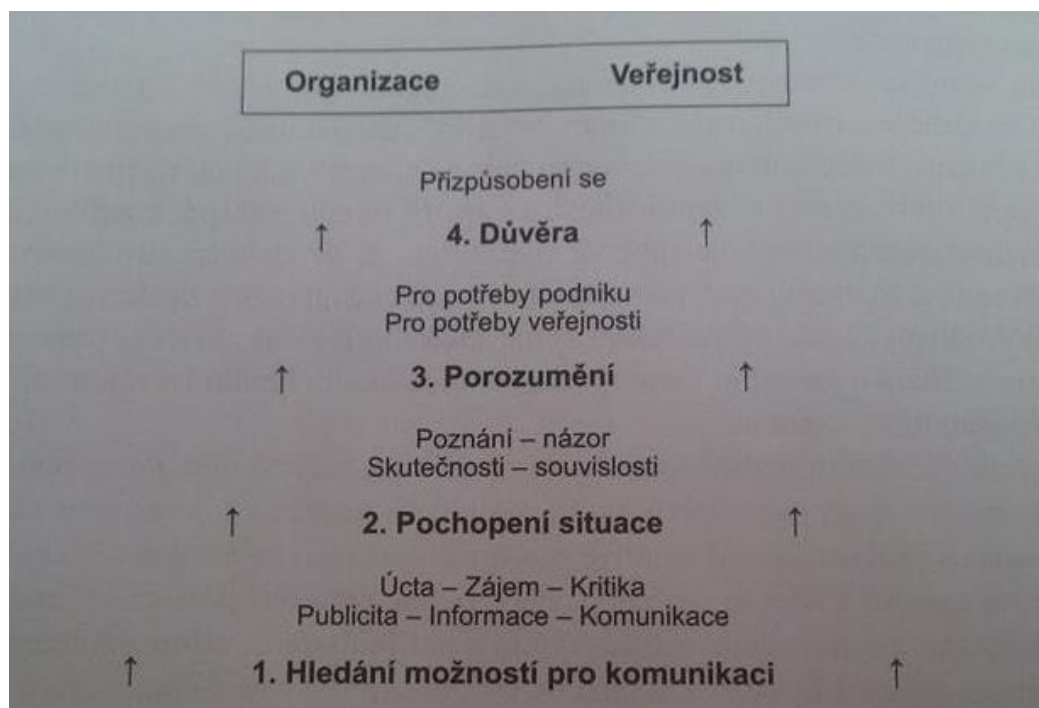 Organizace Veřejnost
Přizpůsobení se
↑ 4. Důvěra ↑
Pro potřeby podniku
Pro potřeby veřejnosti
↑ 3. Porozumění ↑
Poznání – názor
Skutečnosti – souvislosti
↑ 2. Pochopení situace ↑
Úcta – Zájem – Kritika
Publicita – Informace – Komunikace
↑ 1. Hledání možností pro komunikaci ↑